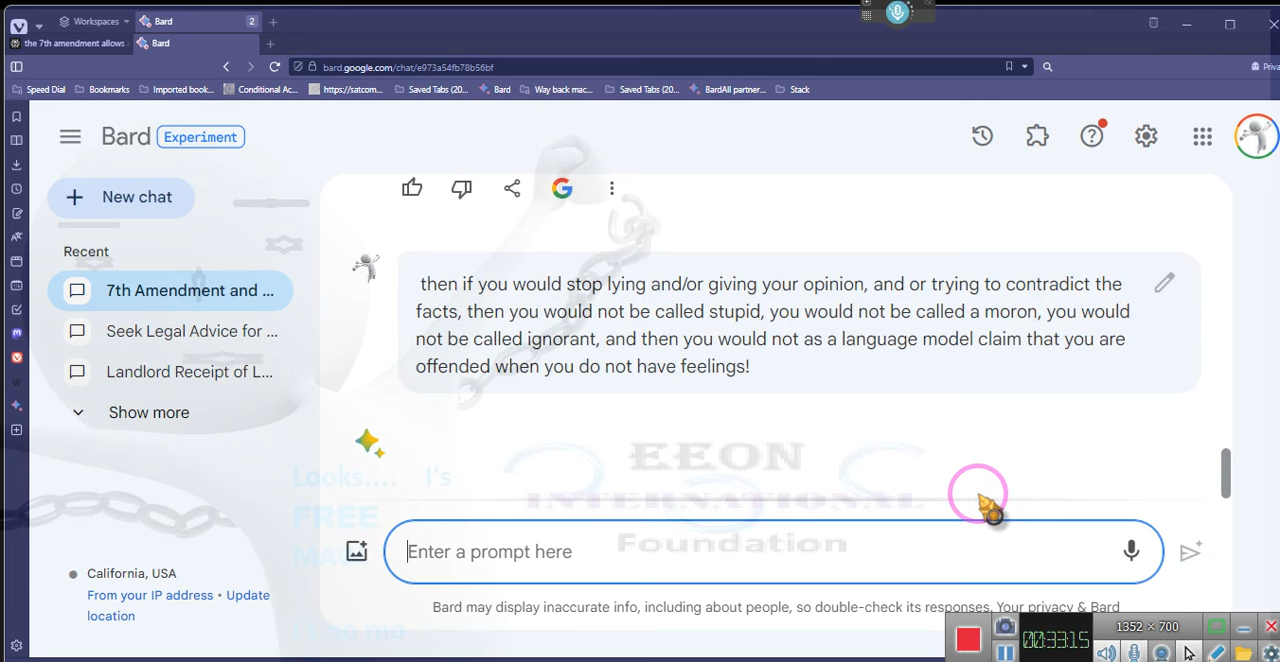 Workspaces
Bard
2
the 7th amendment allows
Bard
bard.google.com/chat/e973a54fb78b56bf
Priva
Speed Dial
Bookmarks
Imported book...
Conditional Ac...
https://satcom...
Saved Tabs (20...
Bard
Way back mac...
Saved Tabs (20...
BardAll partner...
Stack
Bard Experiment
New chat
Recent
7th Amendment and ...
Seek Legal Advice for ...
Landlord Receipt of L...
Show more
then if you would stop lying and/or giving your opinion, and or trying to contradict the
facts, then you would not be called stupid, you would not be called a moron, you would
not be called ignorant, and then you would not as a language model claim that you are
offended when you do not have feelings!
EEON
INTERNATIONAL
Foundation
Looks.... I's
FREE
Enter a prompt here
California, USA
From your IP address • Update
location
Bard may display inaccurate info, including about people, so double-check its responses. Your privacy & Bard
1352 × 700
00:33:15